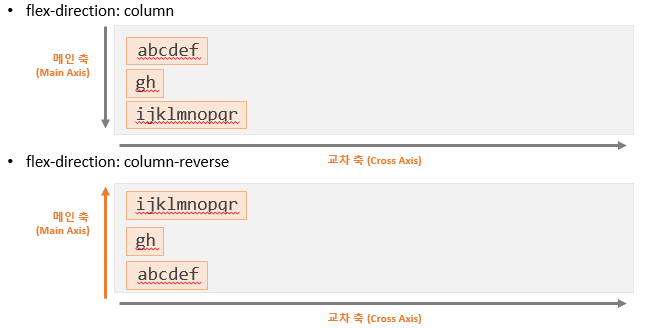 • flex-direction: column
메인 축
(Main Axis)
abcdef
gh
ijklmnopqr
교차 축 (Cross Axis)
• flex-direction: column-reverse
메인 축
(Main Axis)
ijklmnopqr
gh
abcdef
교차 축 (Cross Axis)